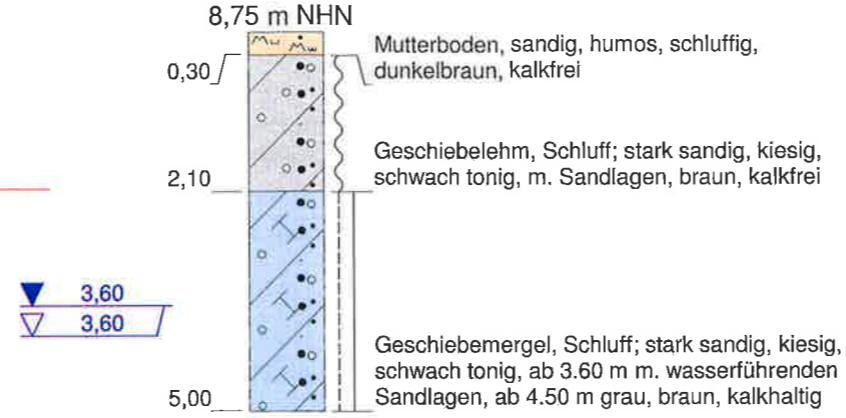 8,75 m NHN
Mu
Mu
0,30
Mutterboden, sandig, humos, schluffig,
dunkelbraun, kalkfrei
2,10
Geschiebelehm, Schluff; stark sandig, kiesig,
schwach tonig, m. Sandlagen, braun, kalkfrei
3,60
3,60
5,00
Geschiebemergel, Schluff; stark sandig, kiesig,
schwach tonig, ab 3.60 m m. wasserführenden
Sandlagen, ab 4.50 m grau, braun, kalkhaltig